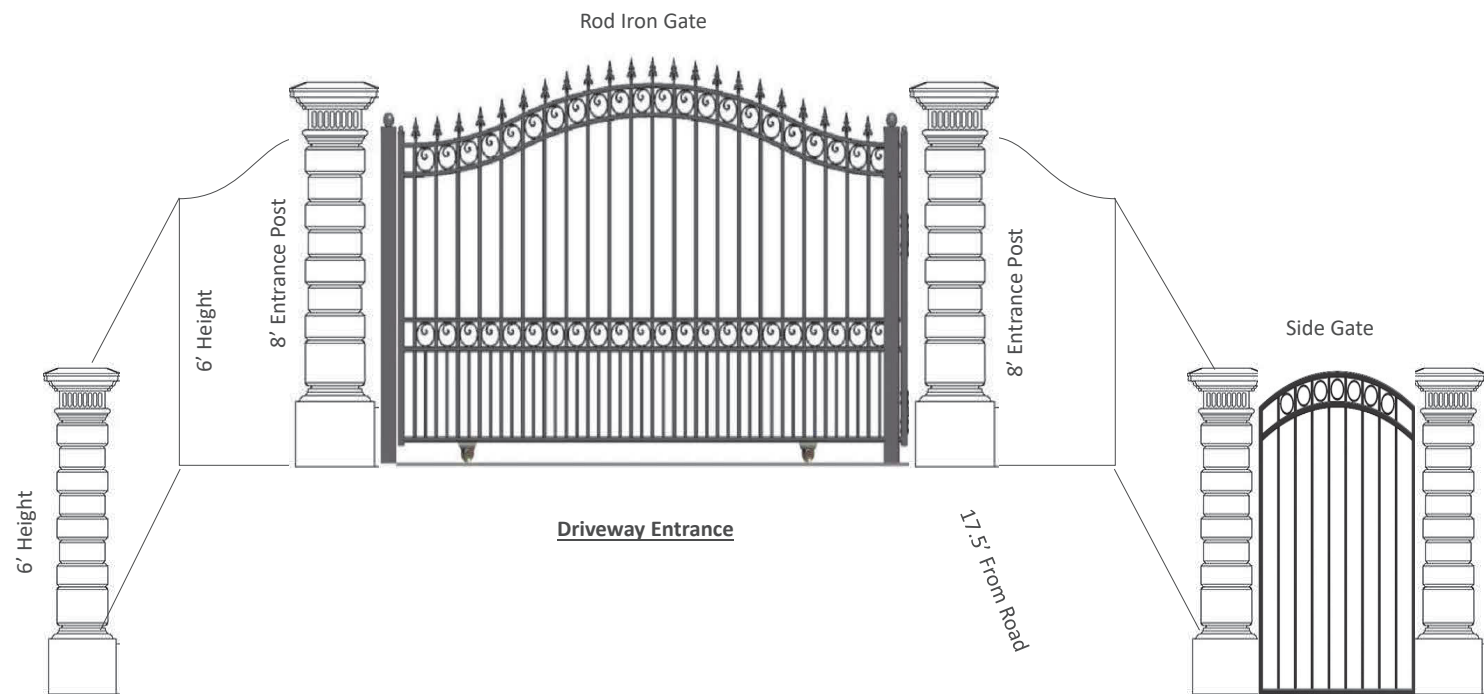 Rod Iron Gate
8’ Entrance Post
6’ Height
8’ Entrance Post
Side Gate
6’ Height
Driveway Entrance
17.5’ From Road